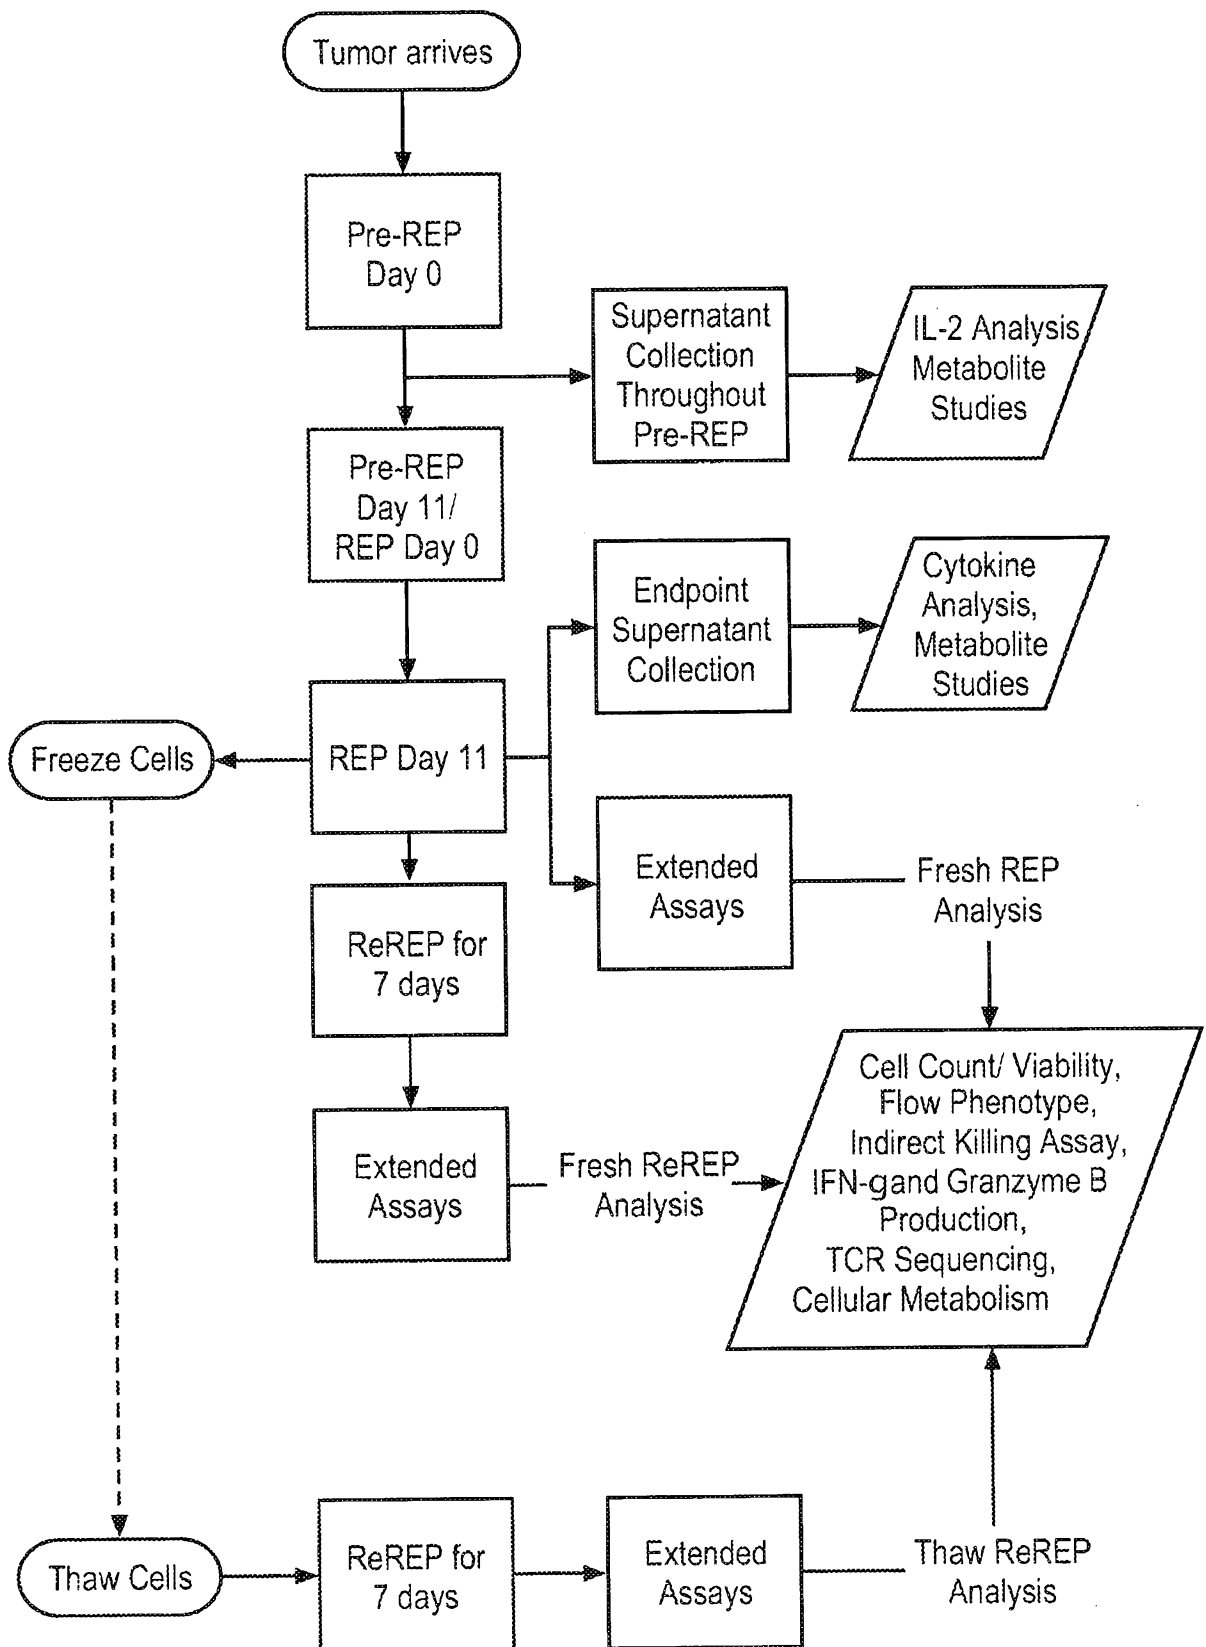 Tumor arrives
Pre-REP
Day 0
Supernatant
Collection
Throughout
Pre-REP
IL-2 Analysis
Metabolite
Studies
Pre-REP
Day 11/
REP Day 0
Endpoint
Supernatant
Collection
Cytokine
Analysis,
Metabolite
Studies
Freeze Cells
REP Day 11
Extended
Assays
Fresh REP
Analysis
ReREP for
7 days
Extended
Assays
Fresh ReREP
Analysis
Cell Count/ Viability,
Flow Phenotype,
Indirect Killing Assay,
IFN-gand Granzyme B
Production,
TCR Sequencing,
Cellular Metabolism
Thaw Cells
ReREP for
7 days
Extended
Assays
Thaw ReREP
Analysis